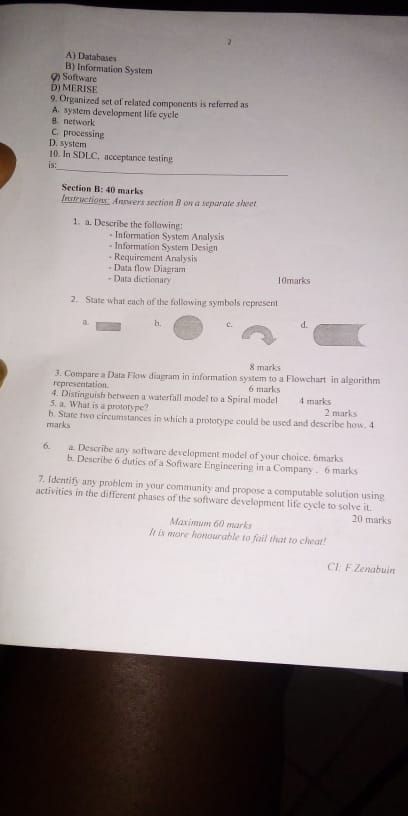 2
A) Databases
B) Information System
C) Software
D) MERISE
9. Organized set of related components is referred as
A. system development life cycle
B. network
C. processing
D. system
10. In SDLC, acceptance testing
is:
Section B: 40 marks
Instructions: Answers section B on a separate sheet
1. a. Describe the following:
- Information System Analysis
- Information System Design
- Requirement Analysis
- Data flow Diagram
- Data dictionary 10marks
2. State what each of the following symbols represent
a. b. c. d.
8 marks
3. Compare a Data Flow diagram in information system to a Flowchart in algorithm
representation. 6 marks
4. Distinguish between a waterfall model to a Spiral model 4 marks
5. a. What is a prototype? 2 marks
b. State two circumstances in which a prototype could be used and describe how. 4
marks
6. a. Describe any software development model of your choice. 6marks
b. Describe 6 duties of a Software Engineering in a Company . 6 marks
7. Identify any problem in your community and propose a computable solution using
activities in the different phases of the software development life cycle to solve it.
20 marks
Maximum 60 marks
It is more honourable to fail that to cheat!
CI: F.Zenabuin